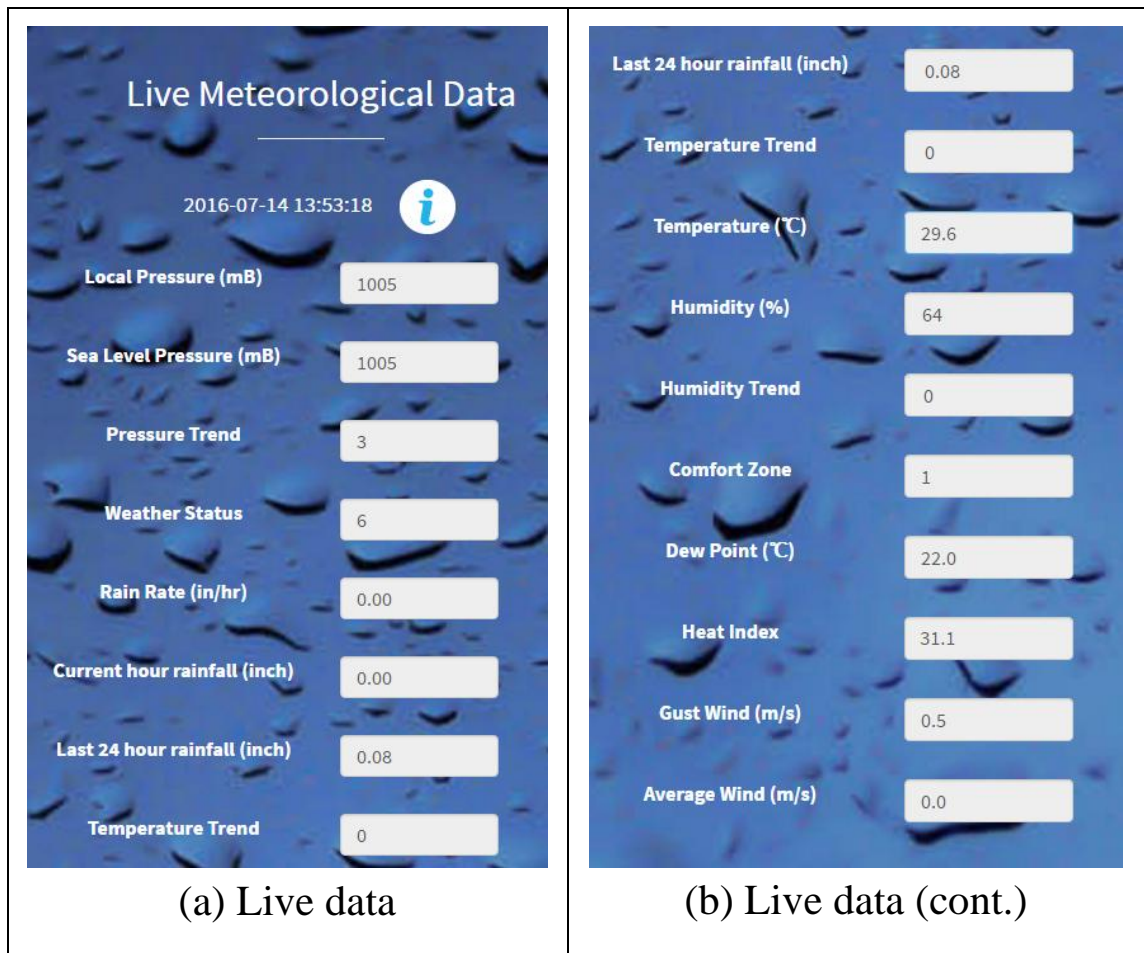 Live Meteorological Data
2016-07-14 13:53:18 i
Local Pressure (mB) 1005
Sea Level Pressure (mB) 1005
Pressure Trend 3
Weather Status 6
Rain Rate (in/hr) 0.00
Current hour rainfall (inch) 0.00
Last 24 hour rainfall (inch) 0.08
Temperature Trend 0
(a) Live data
Last 24 hour rainfall (inch) 0.08
Temperature Trend 0
Temperature (℃) 29.6
Humidity (%) 64
Humidity Trend 0
Comfort Zone 1
Dew Point (℃) 22.0
Heat Index 31.1
Gust Wind (m/s) 0.5
Average Wind (m/s) 0.0
(b) Live data (cont.)